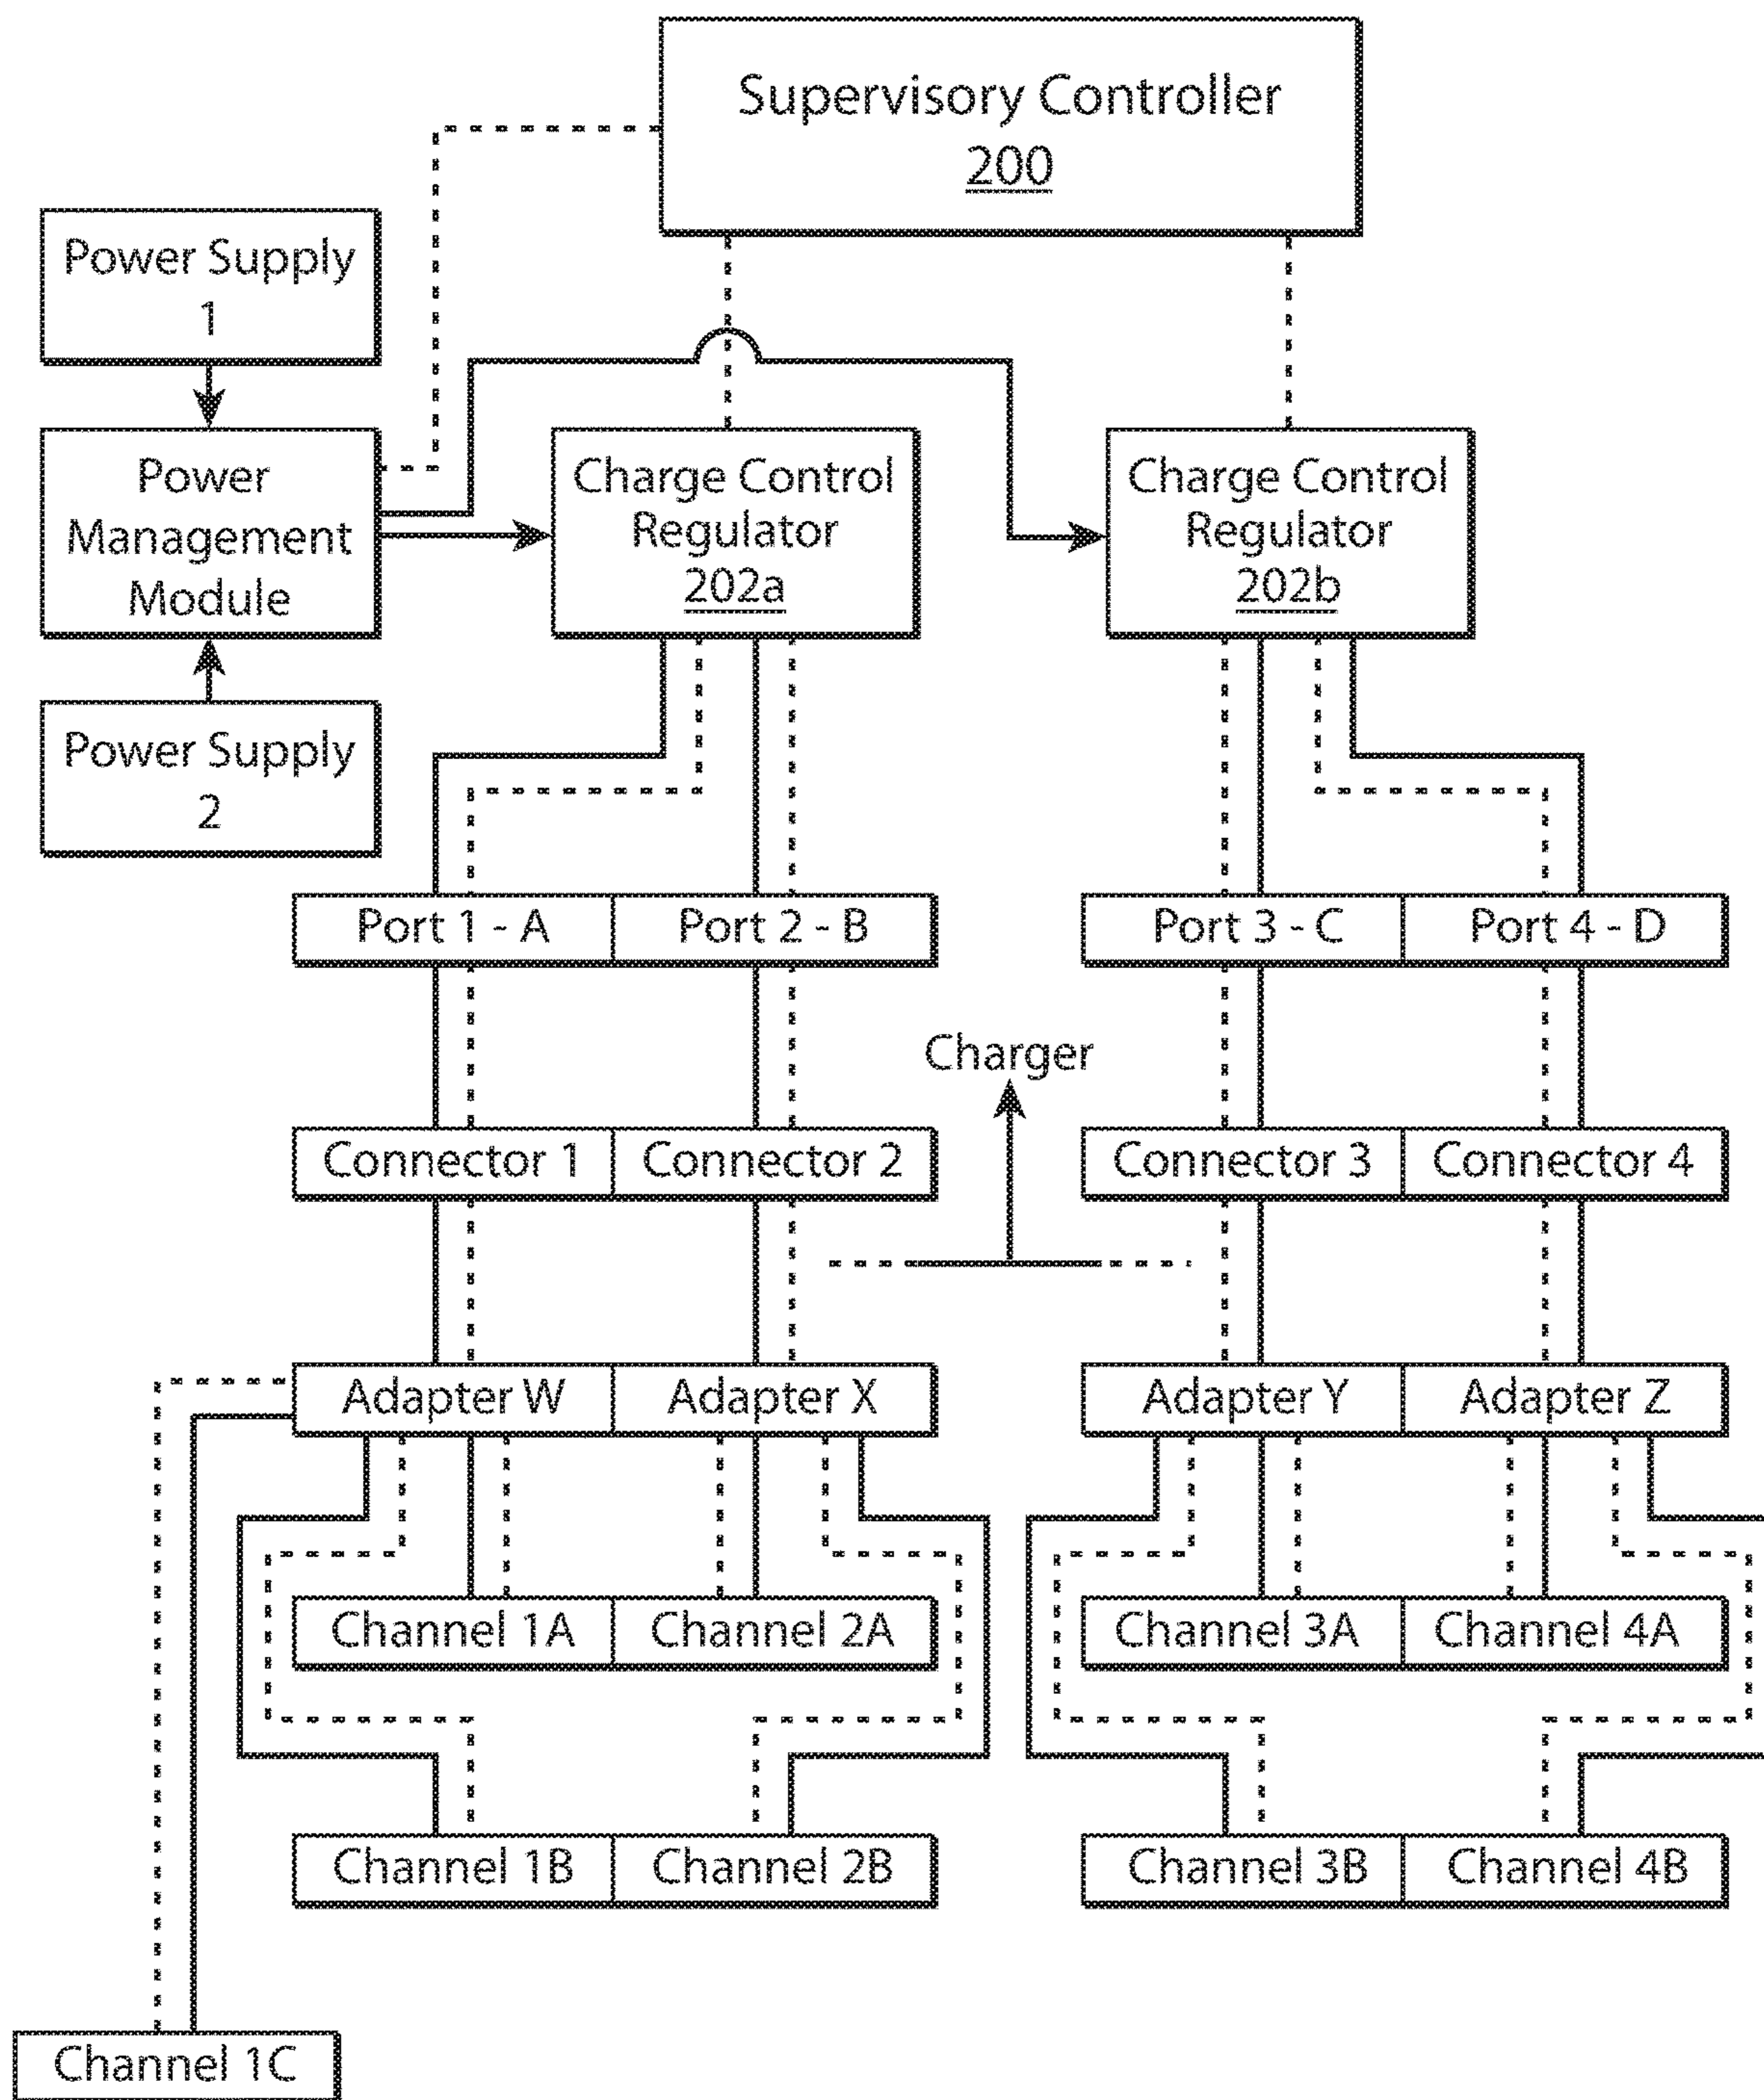 Supervisory Controller
200
Power Supply
1
Power
Management
Module
Charge Control
Regulator
202a
Charge Control
Regulator
202b
Power Supply
2
Port 1 - A
Port 2 - B
Port 3 - C
Port 4 - D
Charger
Connector 1
Connector 2
Connector 3
Connector 4
Adapter W
Adapter X
Adapter Y
Adapter Z
Channel 1A
Channel 2A
Channel 3A
Channel 4A
Channel 1B
Channel 2B
Channel 3B
Channel 4B
Channel 1C